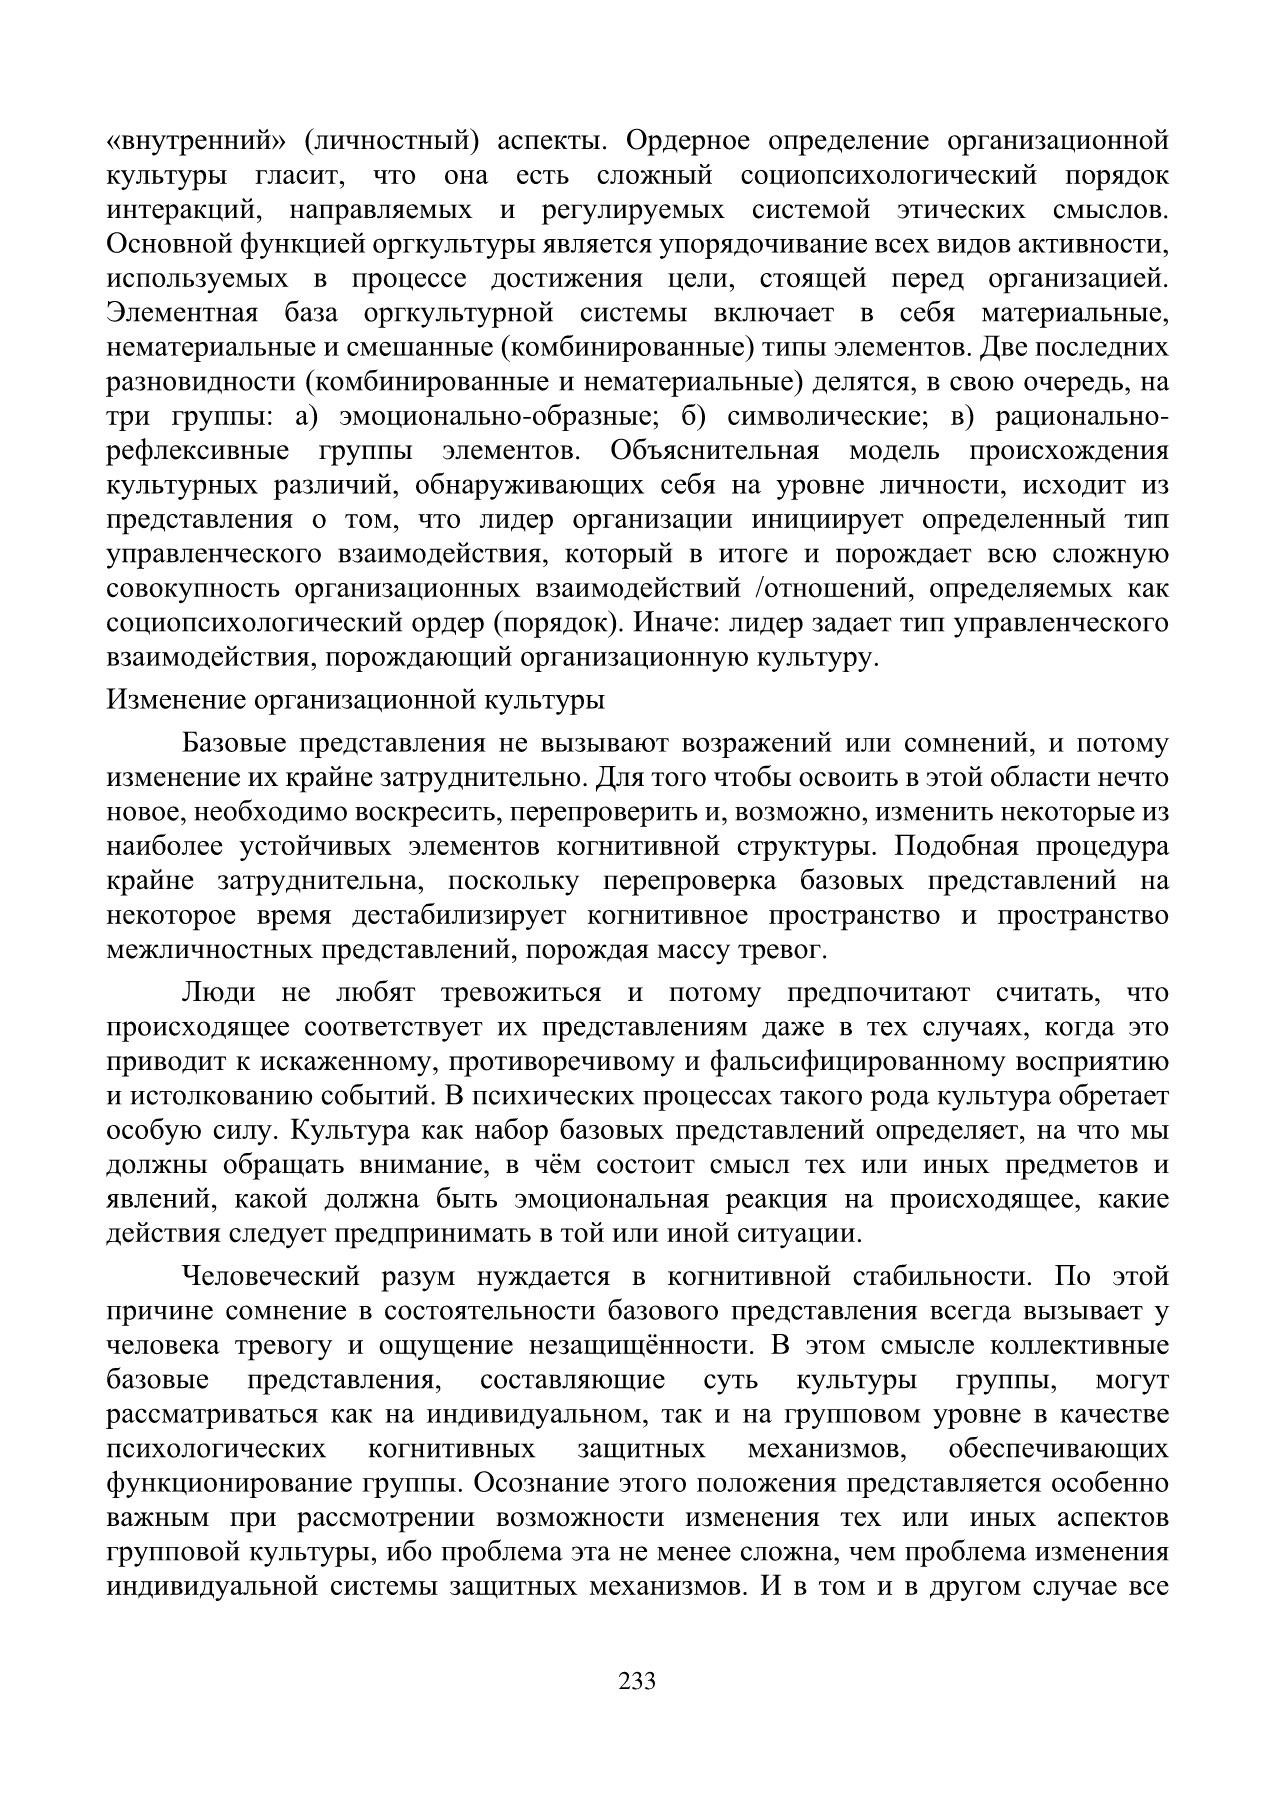 «внутренний» (личностный) аспекты. Ордерное определение организационной
культуры гласит, что она есть сложный социопсихологический порядок
интеракций, направляемых и регулируемых системой этических смыслов.
Основной функцией оргкультуры является упорядочивание всех видов активности,
используемых в процессе достижения цели, стоящей перед организацией.
Элементная база оргкультурной системы включает в себя материальные,
нематериальные и смешанные (комбинированные) типы элементов. Две последних
разновидности (комбинированные и нематериальные) делятся, в свою очередь, на
три группы: а) эмоционально-образные; б) символические; в) рационально-
рефлексивные группы элементов. Объяснительная модель происхождения
культурных различий, обнаруживающих себя на уровне личности, исходит из
представления о том, что лидер организации инициирует определенный тип
управленческого взаимодействия, который в итоге и порождает всю сложную
совокупность организационных взаимодействий /отношений, определяемых как
социопсихологический ордер (порядок). Иначе: лидер задает тип управленческого
взаимодействия, порождающий организационную культуру.
Изменение организационной культуры
Базовые представления не вызывают возражений или сомнений, и потому
изменение их крайне затруднительно. Для того чтобы освоить в этой области нечто
новое, необходимо воскресить, перепроверить и, возможно, изменить некоторые из
наиболее устойчивых элементов когнитивной структуры. Подобная процедура
крайне затруднительна, поскольку перепроверка базовых представлений на
некоторое время дестабилизирует когнитивное пространство и пространство
межличностных представлений, порождая массу тревог.
Люди не любят тревожиться и потому предпочитают считать, что
происходящее соответствует их представлениям даже в тех случаях, когда это
приводит к искаженному, противоречивому и фальсифицированному восприятию
и истолкованию событий. В психических процессах такого рода культура обретает
особую силу. Культура как набор базовых представлений определяет, на что мы
должны обращать внимание, в чём состоит смысл тех или иных предметов и
явлений, какой должна быть эмоциональная реакция на происходящее, какие
действия следует предпринимать в той или иной ситуации.
Человеческий разум нуждается в когнитивной стабильности. По этой
причине сомнение в состоятельности базового представления всегда вызывает у
человека тревогу и ощущение незащищённости. В этом смысле коллективные
базовые представления, составляющие суть культуры группы, могут
рассматриваться как на индивидуальном, так и на групповом уровне в качестве
психологических когнитивных защитных механизмов, обеспечивающих
функционирование группы. Осознание этого положения представляется особенно
важным при рассмотрении возможности изменения тех или иных аспектов
групповой культуры, ибо проблема эта не менее сложна, чем проблема изменения
индивидуальной системы защитных механизмов. И в том и в другом случае все
233